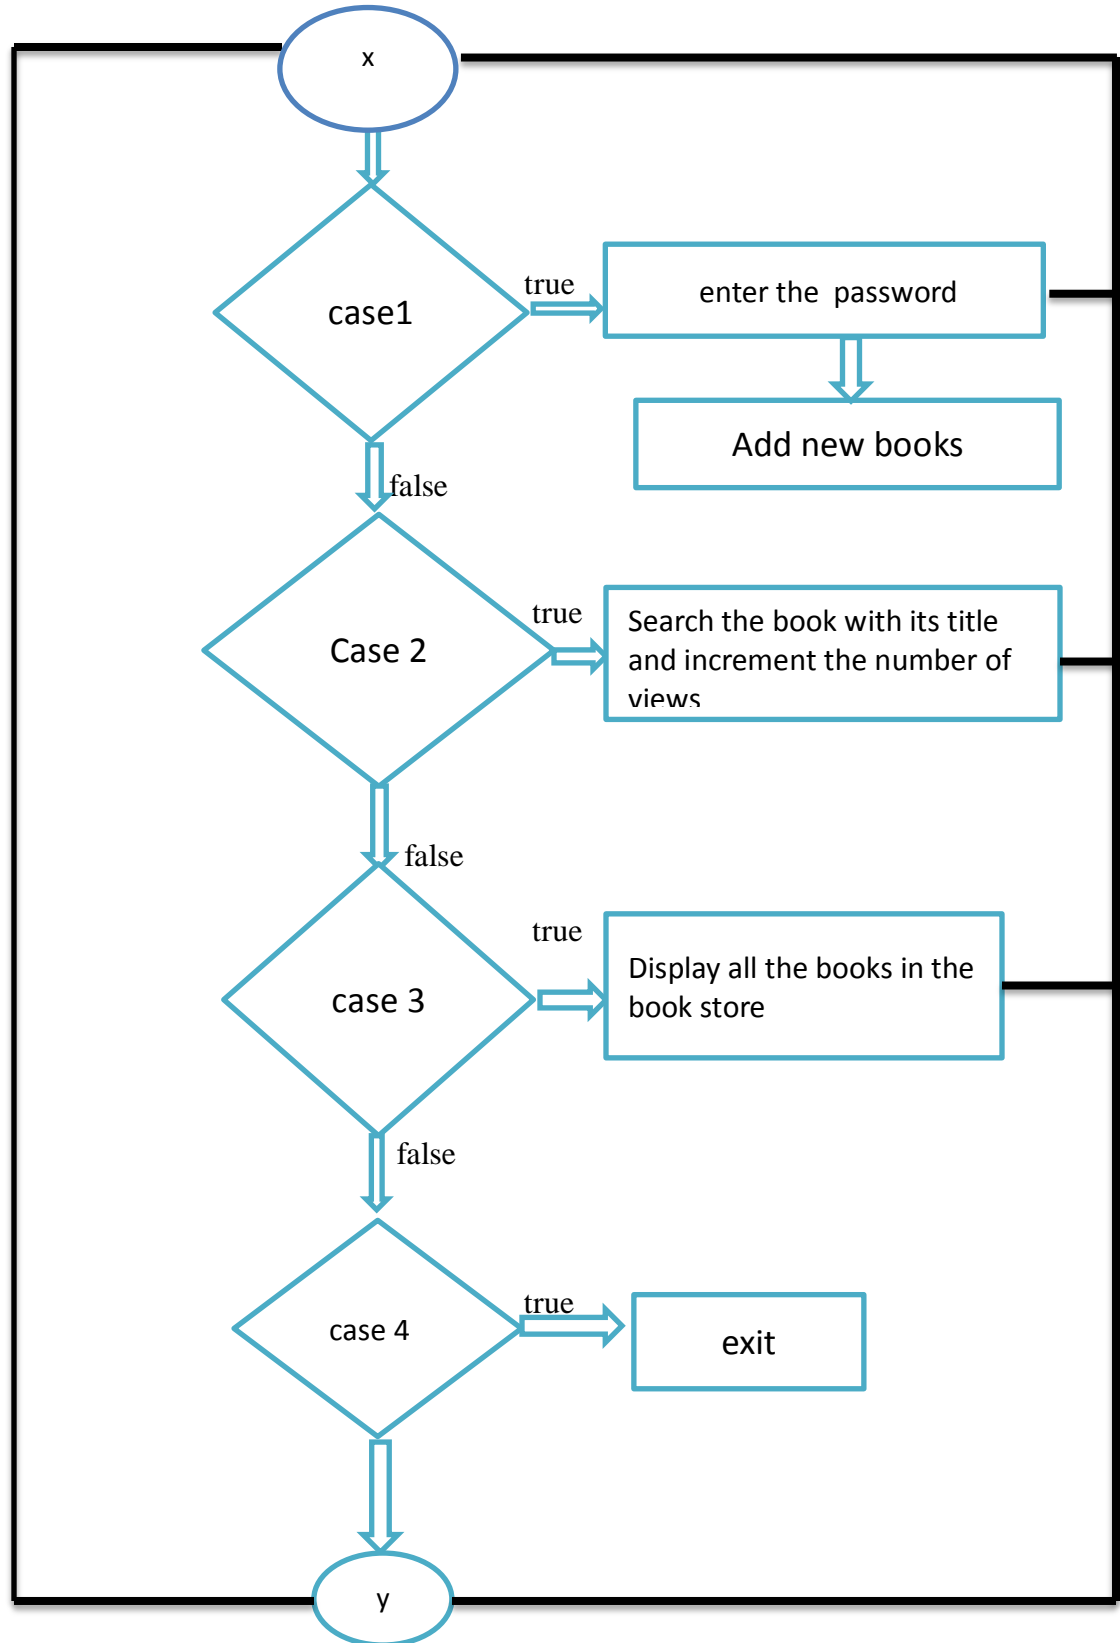 x
case1
true
enter the  password
Add new books
false
Case 2
true
Search the book with its title
and increment the number of
views
false
case 3
true
Display all the books in the
book store
false
case 4
true
exit
y